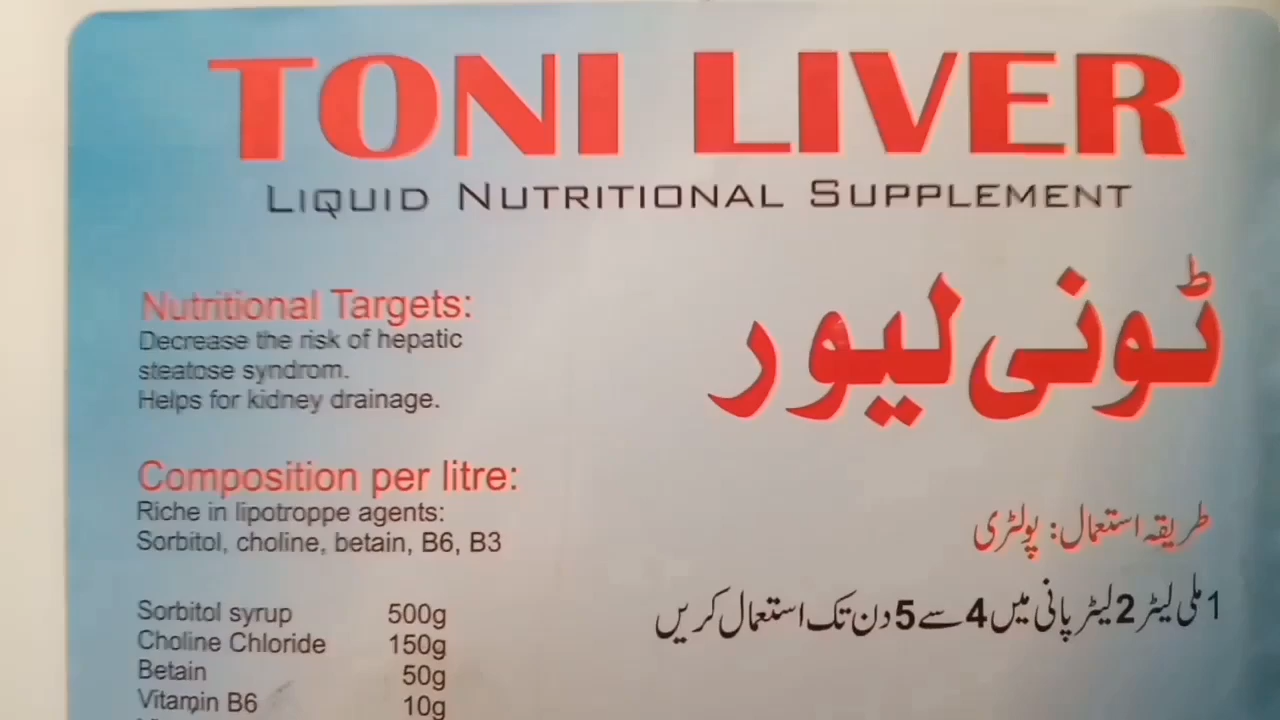 TONI LIVER
LIQUID NUTRITIONAL SUPPLEMENT
ٹونی لیور
Nutritional Targets:
Decrease the risk of hepatic
steatose syndrom.
Helps for kidney drainage.
Composition per litre:
Riche in lipotroppe agents:
Sorbitol, choline, betain, B6, B3
Sorbitol syrup 500g
Choline Chloride 150g
Betain 50g
Vitamin B6 10g
طریقہ استعمال: پولٹری
1 ملی لیٹر 2 لیٹر پانی میں 4 سے 5 دن تک استعمال کریں